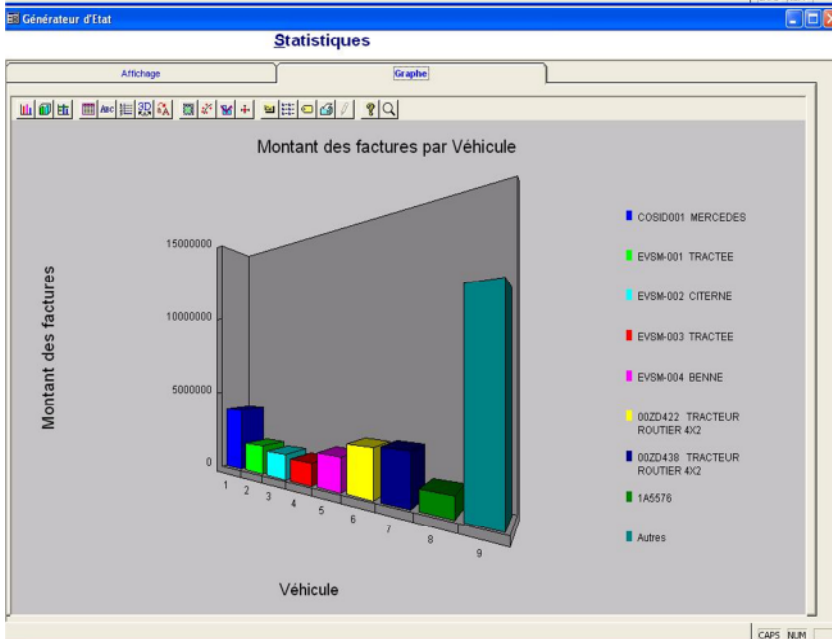 Générateur d'Etat
Statistiques
Affichage
Graphe
ABC
3D
Montant des factures par Véhicule
Montant des factures
15000000
10000000
5000000
0
1
2
3
4
5
6
7
8
9
Véhicule
COSID001 MERCEDES
EVSM-001 TRACTEE
EVSM-002 CITERNE
EVSM-003 TRACTEE
EVSM-004 BENNE
00ZD422 TRACTEUR
ROUTIER 4X2
00ZD438 TRACTEUR
ROUTIER 4X2
1A5576
Autres
CAPS NUM